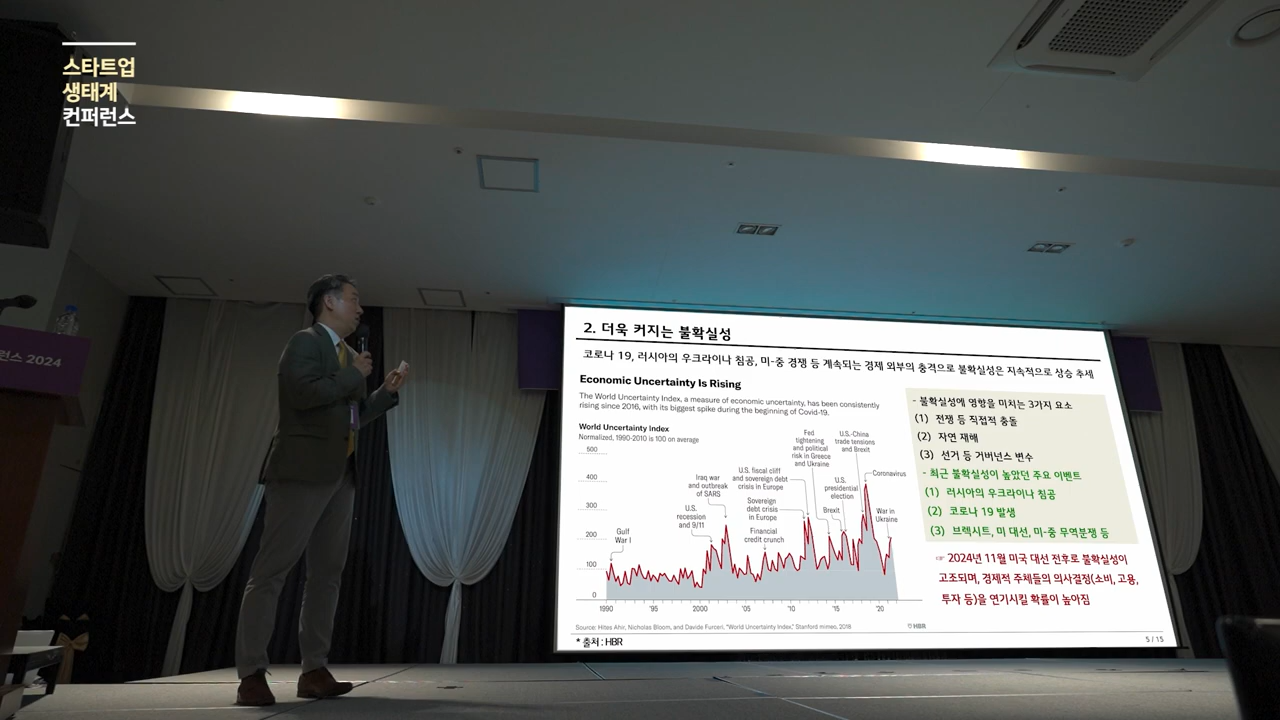 스타트업
생태계
컨퍼런스
런스 2024
2. 더욱 커지는 불확실성
코로나 19, 러시아의 우크라이나 침공, 미-중 경쟁 등 계속되는 경제 외부의 충격으로 불확실성은 지속적으로 상승 추세
Economic Uncertainty Is Rising
The World Uncertainty Index, a measure of economic uncertainty, has been consistently
rising since 2016, with its biggest spike during the beginning of Covid-19.
World Uncertainty Index
Normalized, 1990-2010 is 100 on average
500
400
300
200
100
0
1990
'95
2000
'05
'10
'15
'20
Gulf
War I
U.S.
recession
and 9/11
Iraq war
and outbreak
of SARS
Financial
credit crunch
Sovereign
debt crisis
in Europe
U.S. fiscal cliff
and sovereign debt
crisis in Europe
Fed
tightening
and political
risk in Greece
and Ukraine
Brexit
U.S.
presidential
election
U.S.-China
trade tensions
and Brexit
Coronavirus
War in
Ukraine
Source: Hites Ahir, Nicholas Bloom, and Davide Furceri, "World Uncertainty Index," Stanford mimeo, 2018
HBR
- 불확실성에 영향을 미치는 3가지 요소
(1) 전쟁 등 직접적 충돌
(2) 자연 재해
(3) 선거 등 거버넌스 변수
- 최근 불확실성이 높았던 주요 이벤트
(1) 러시아의 우크라이나 침공
(2) 코로나 19 발생
(3) 브렉시트, 미 대선, 미-중 무역분쟁 등
☞ 2024년 11월 미국 대선 전후로 불확실성이
고조되며, 경제적 주체들의 의사결정(소비, 고용,
투자 등)을 연기시킬 확률이 높아짐
* 출처 : HBR
5 / 15